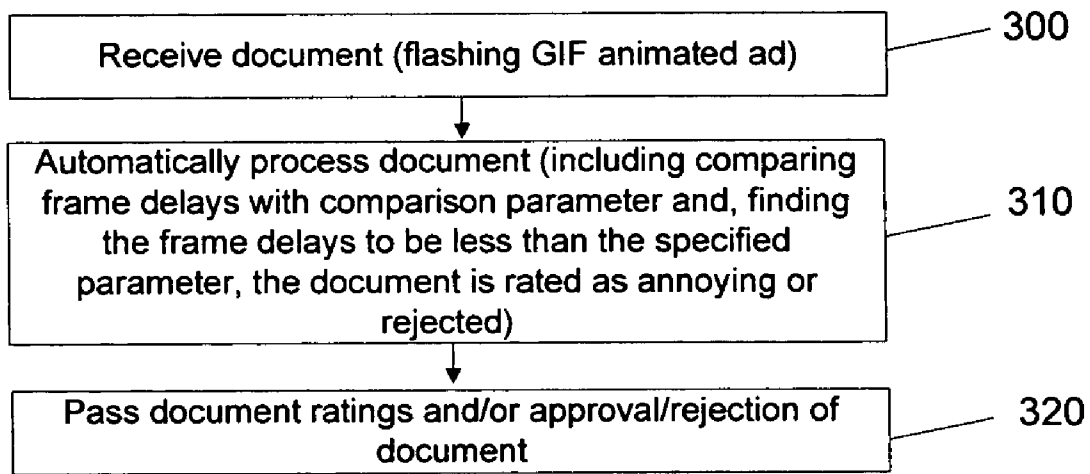 Receive document (flashing GIF animated ad)
300
Automatically process document (including comparing
frame delays with comparison parameter and, finding
the frame delays to be less than the specified
parameter, the document is rated as annoying or
rejected)
310
Pass document ratings and/or approval/rejection of
document
320